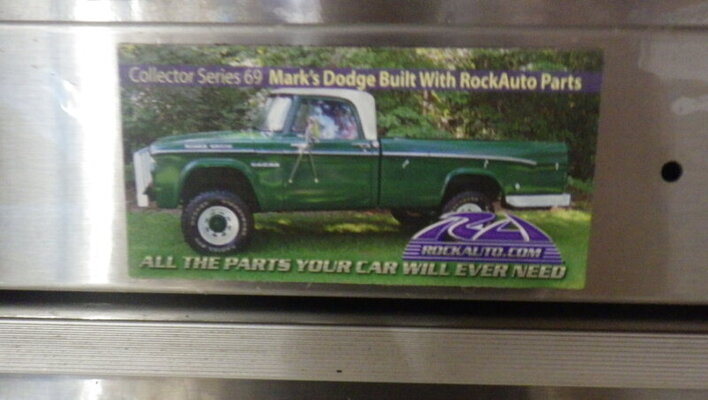 Collector Series 69 Mark's Dodge Built With RockAuto Parts
ROCKAUTO.COM
ALL THE PARTS YOUR CAR WILL EVER NEED